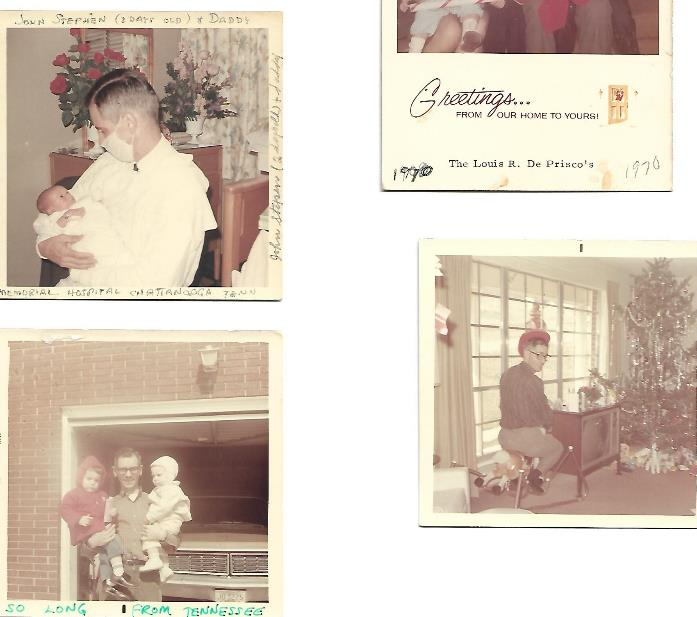 JOHN STEPHEN (2 DAYS OLD) & DADDY
John Stephen (2 days old) & daddy
MEMORIAL HOSPITAL CHATTANOOGA TENN
Greetings...
FROM OUR HOME TO YOURS!
The Louis R. De Prisco's
1970
1970
SO LONG FROM TENNESSEE